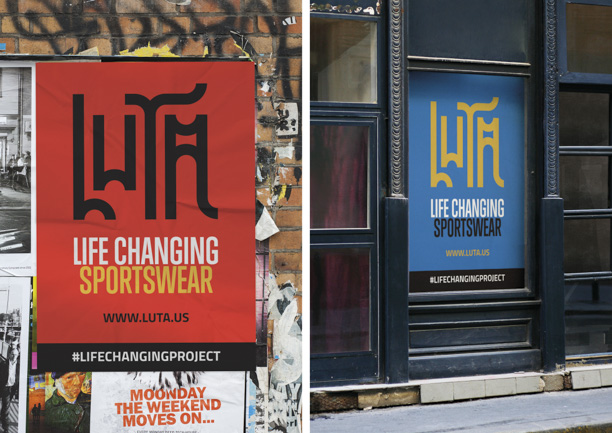 LUTA
LIFE CHANGING
SPORTSWEAR
WWW.LUTA.US
#LIFECHANGINGPROJECT
MOONDAY
THE WEEKEND
MOVES ON...
LUTA
LIFE CHANGING
SPORTSWEAR
WWW.LUTA.US
#LIFECHANGINGPROJECT